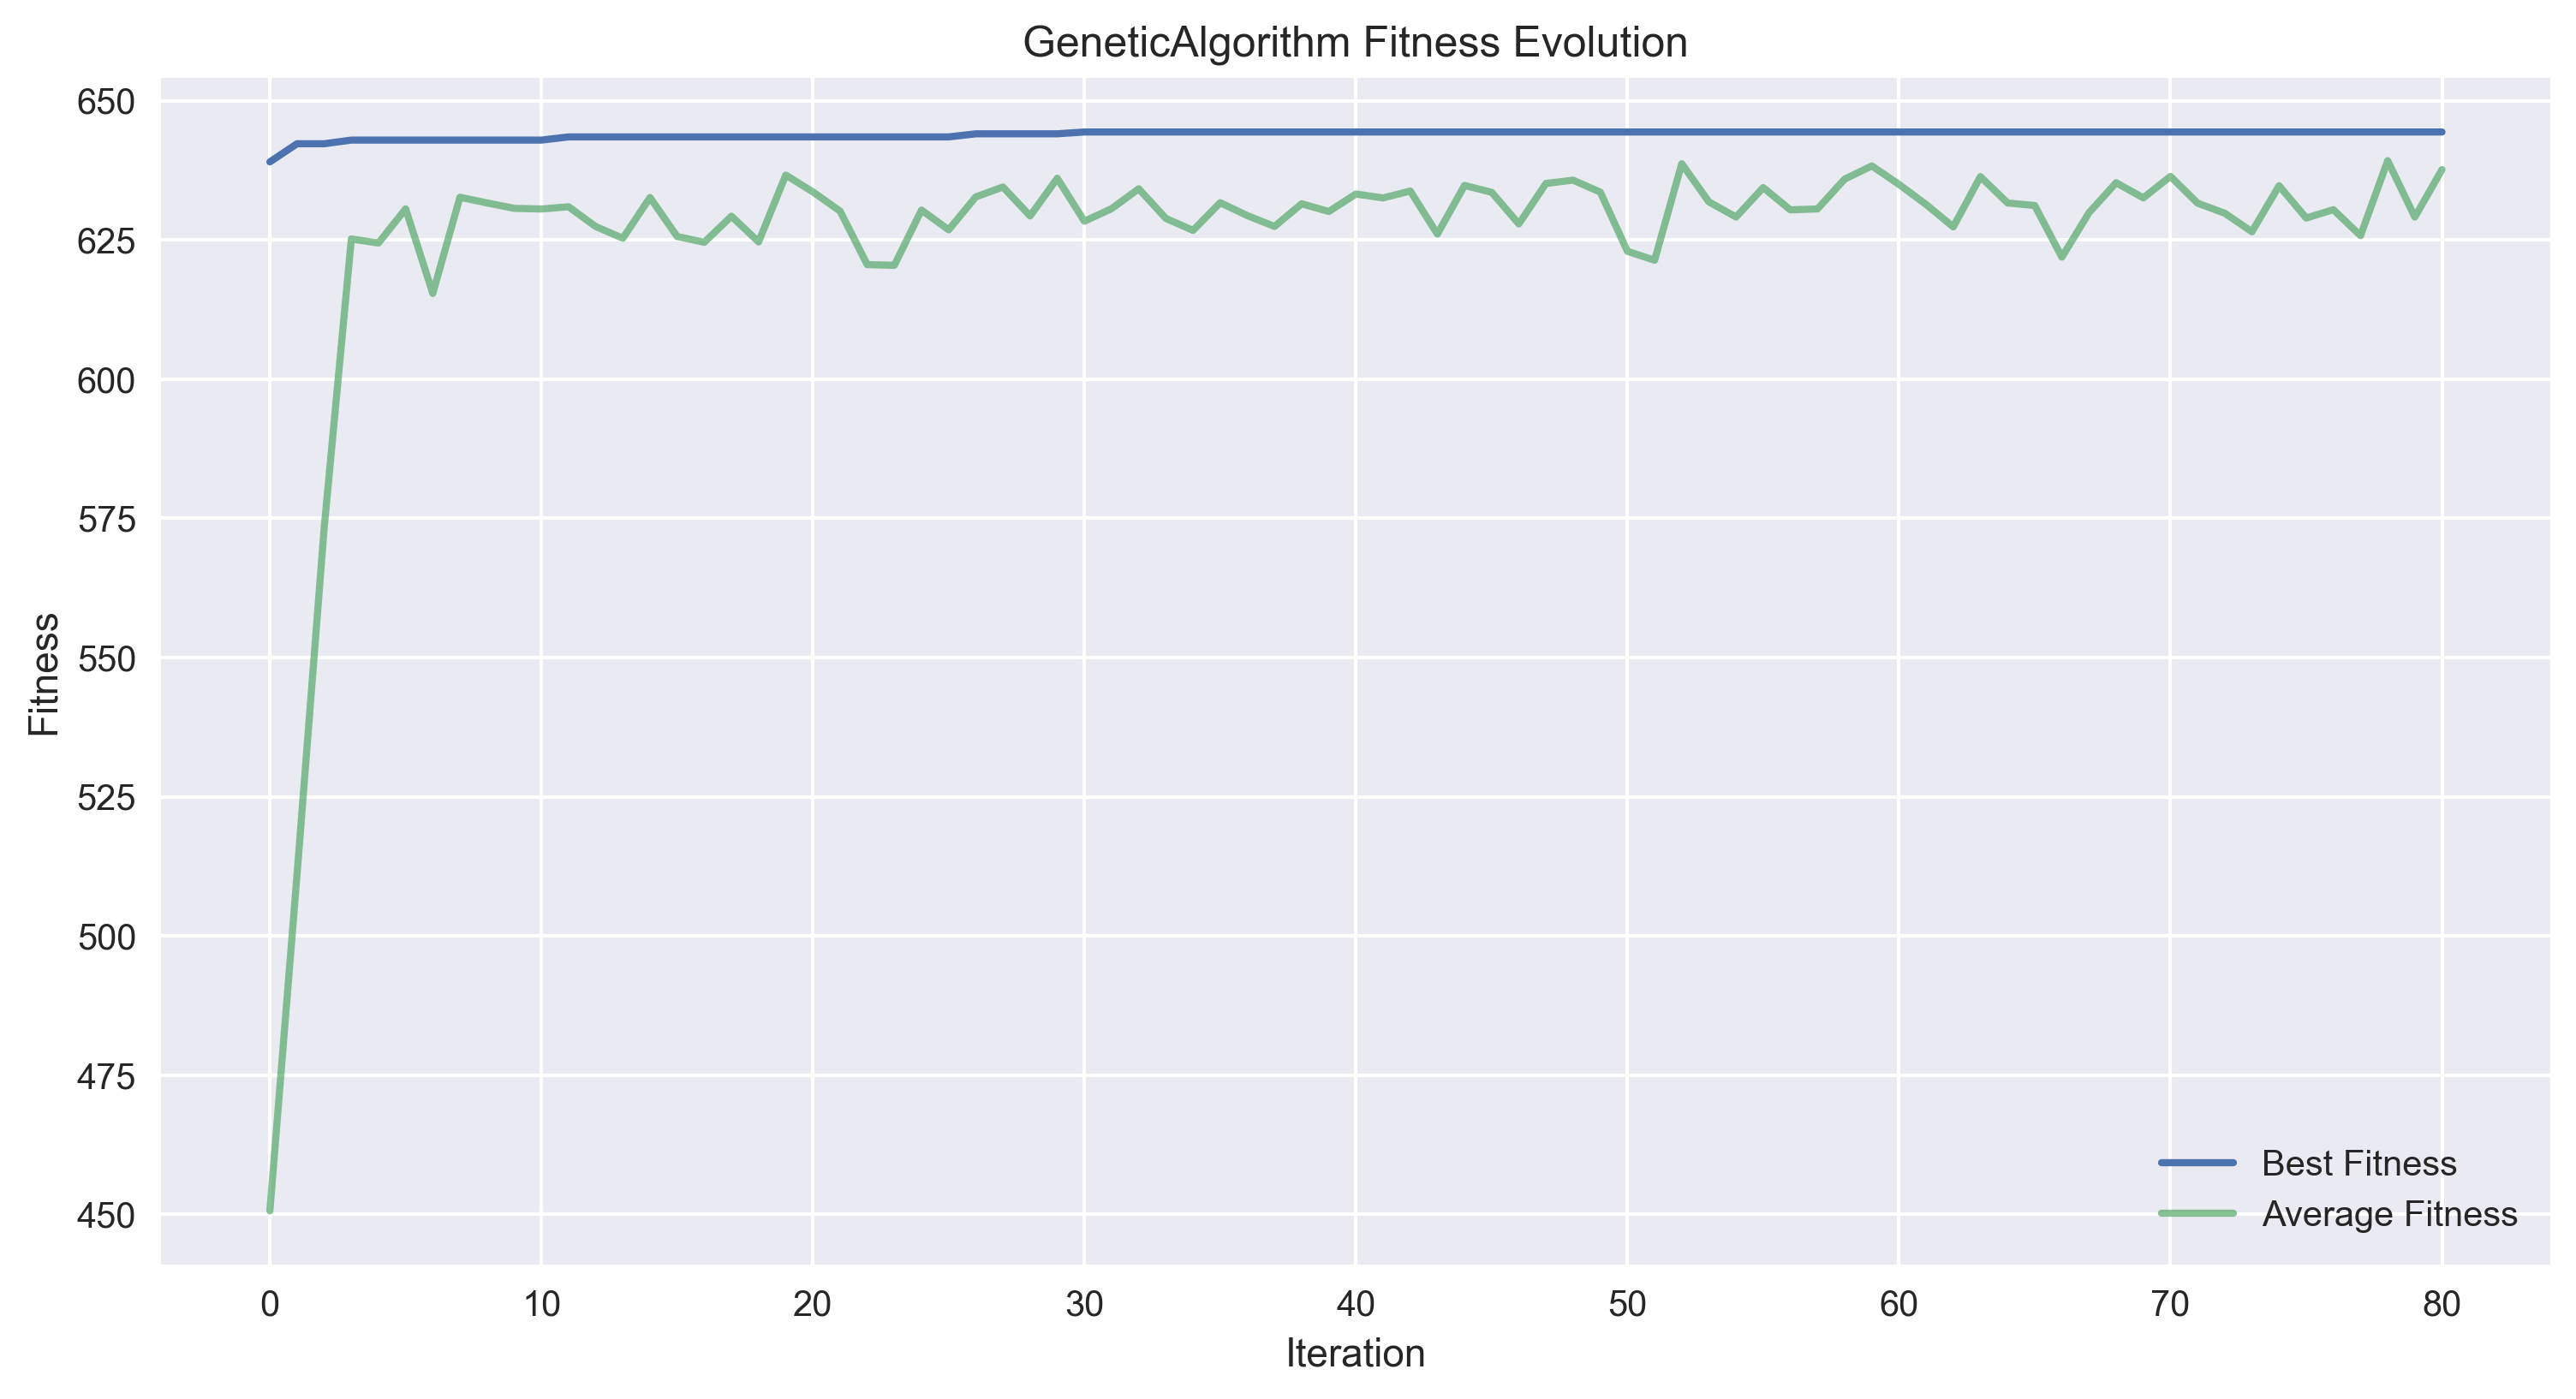 GeneticAlgorithm Fitness Evolution
650
625
600
575
550
525
500
475
450
Fitness
0 10 20 30 40 50 60 70 80
Iteration
Best Fitness
Average Fitness